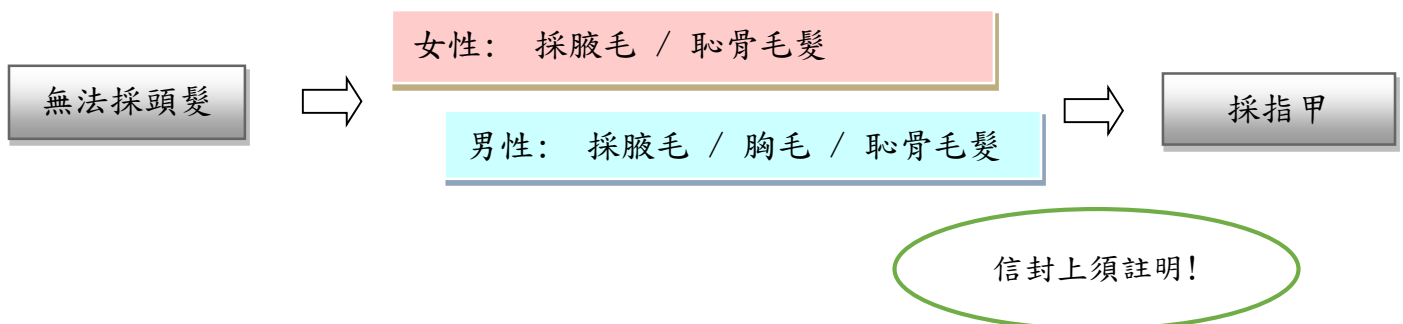 無法採頭髮
女性: 採腋毛 / 恥骨毛髮
男性: 採腋毛 / 胸毛 / 恥骨毛髮
採指甲
信封上須註明!